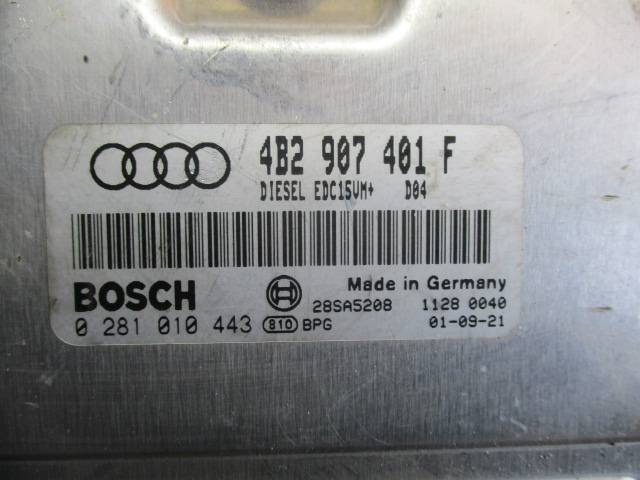 4B2 907 401 F
DIESEL EDC15VM+ D04
Made in Germany
BOSCH 28SA5208 1128 0040
0 281 010 443 810 BPG 01-09-21